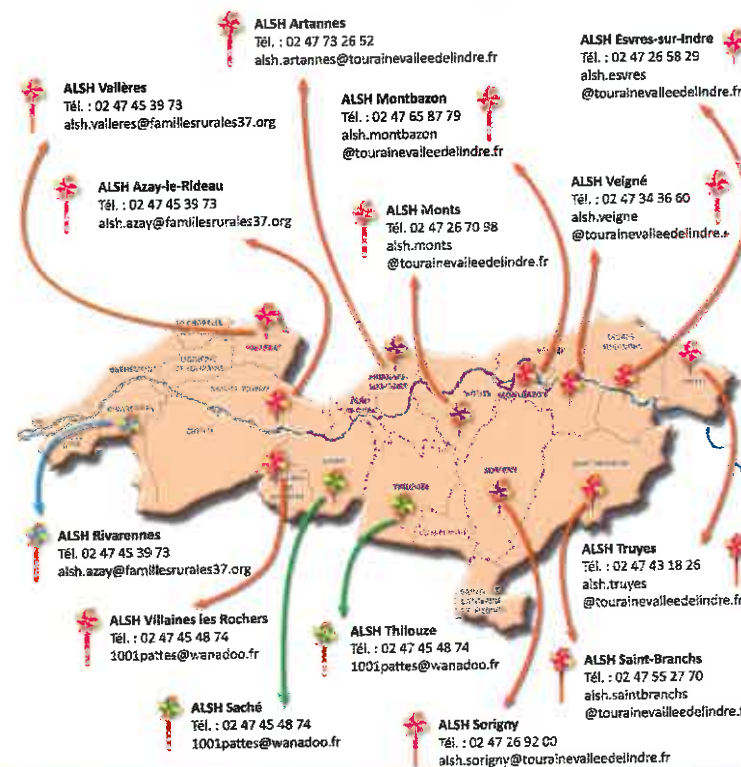 ALSH Artannes
Tél. : 02 47 73 26 52
alsh.artannes@tourainevalleedelindre.fr
ALSH Esvres-sur-Indre
Tél. : 02 47 26 58 29
alsh.esvres
@tourainevalleedelindre.fr
ALSH Vallères
Tél. : 02 47 45 39 73
alsh.valleres@famillesrurales37.org
ALSH Montbazon
Tél. : 02 47 65 87 79
alsh.montbazon
@tourainevalleedelindre.fr
ALSH Azay-le-Rideau
Tél. : 02 47 45 39 73
alsh.azay@famillesrurales37.org
ALSH Veigné
Tél. : 02 47 34 36 60
alsh.veigne
@tourainevalleedelindre.
ALSH Monts
Tél. 02 47 26 70 98
alsh.monts
@tourainevalleedelindre.fr
ALSH Rivarennes
Tél. 02 47 45 39 73
alsh.azay@famillesrurales37.org
ALSH Truyes
Tél. : 02 47 43 18 26
alsh.truyes
@tourainevalleedelindre.fr
ALSH Villaines les Rochers
Tél. : 02 47 45 48 74
1001pattes@wanadoo.fr
ALSH Thilouze
Tél. : 02 47 45 48 74
1001pattes@wanadoo.fr
ALSH Saint-Branchs
Tél. : 02 47 55 27 70
alsh.saintbranchs
@tourainevalleedelindre.f
ALSH Saché
Tél. : 02 47 45 48 74
1001pattes@wanadoo.fr
ALSH Sorigny
Tél. : 02 47 26 92 00
alsh.sorigny@tourainevalleedelindre.fr